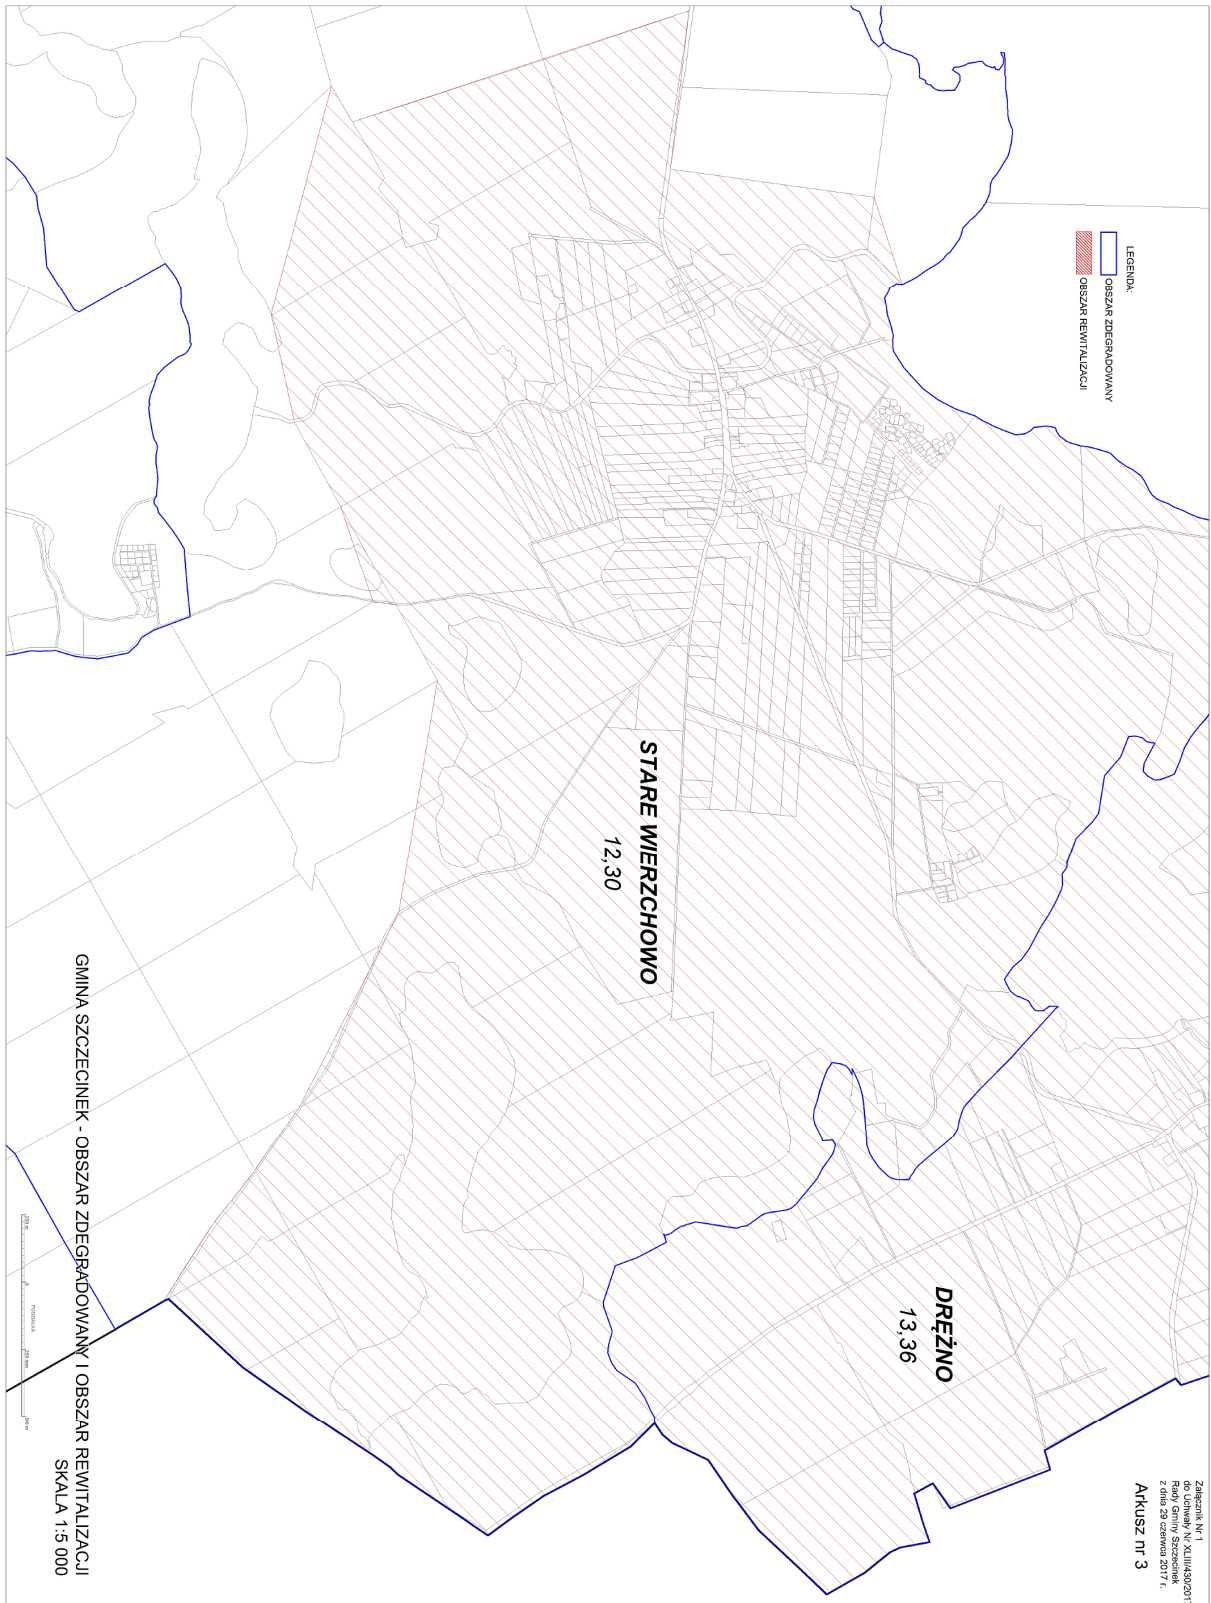 Załącznik Nr 1
do Uchwały Nr XLIII/430/2017
Rady Gminy Szczecinek
z dnia 29 czerwca 2017 r.
Arkusz nr 3
LEGENDA:
OBSZAR ZDEGRADOWANY
OBSZAR REWITALIZACJI
DRĘŻNO
13,36
STARE WIERZCHOWO
12,30
GMINA SZCZECINEK - OBSZAR ZDEGRADOWANY I OBSZAR REWITALIZACJI
SKALA 1:5 000
PODZIAŁKA